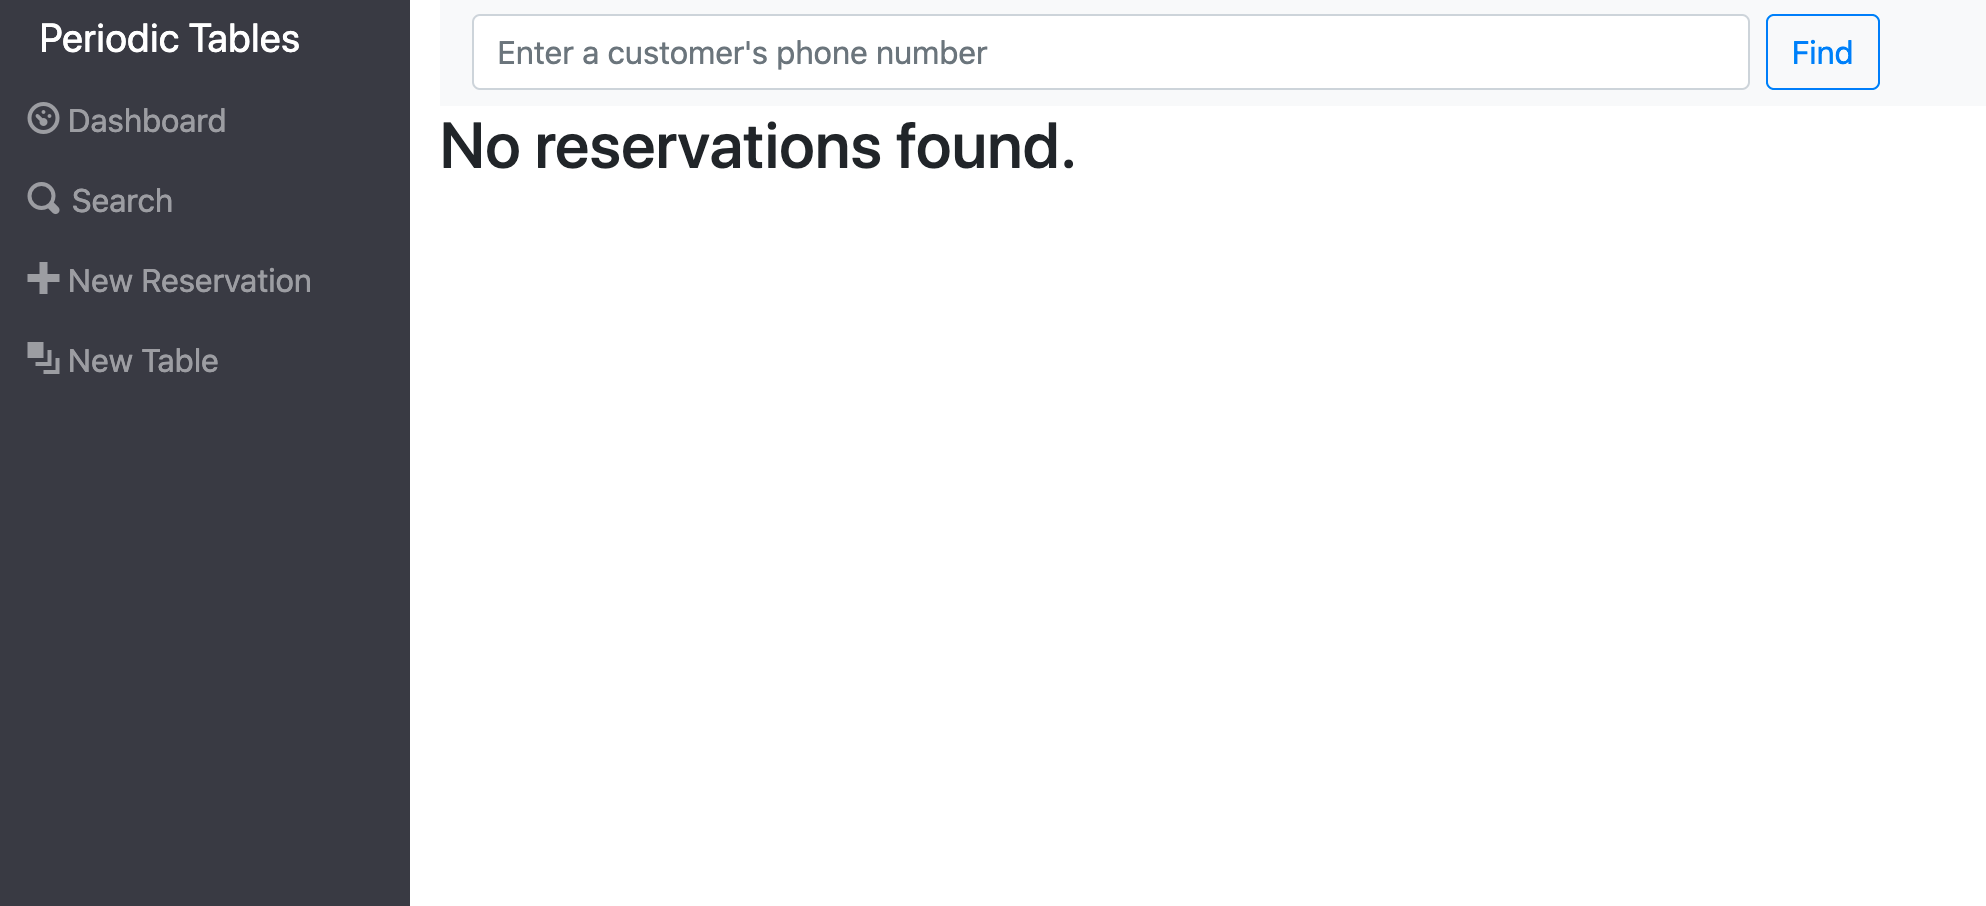 Periodic Tables
Dashboard
Search
New Reservation
New Table
Enter a customer's phone number
Find
No reservations found.